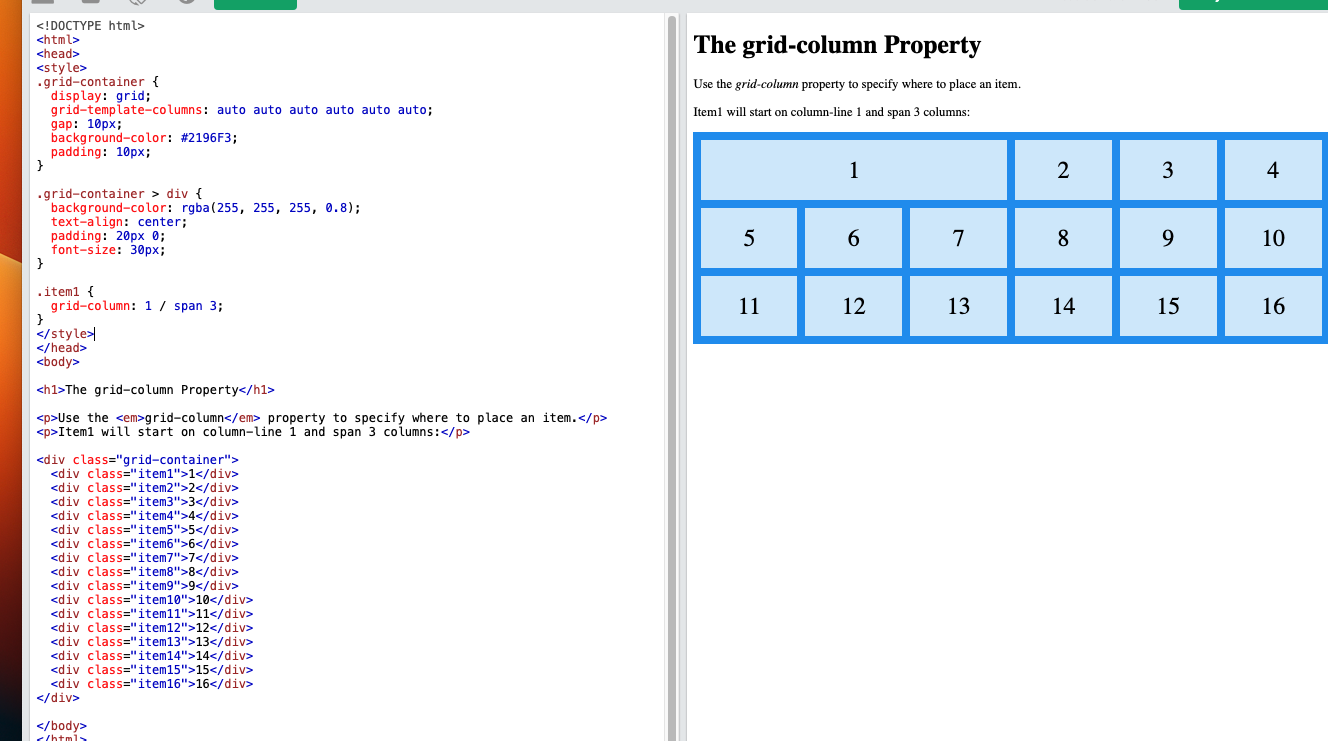 <!DOCTYPE html>
<html>
<head>
<style>
.grid-container {
  display: grid;
  grid-template-columns: auto auto auto auto auto auto;
  gap: 10px;
  background-color: #2196F3;
  padding: 10px;
}

.grid-container > div {
  background-color: rgba(255, 255, 255, 0.8);
  text-align: center;
  padding: 20px 0;
  font-size: 30px;
}

.item1 {
  grid-column: 1 / span 3;
}
</style>
</head>
<body>

<h1>The grid-column Property</h1>

<p>Use the <em>grid-column</em> property to specify where to place an item.</p>
<p>Item1 will start on column-line 1 and span 3 columns:</p>

<div class="grid-container">
  <div class="item1">1</div>
  <div class="item2">2</div>
  <div class="item3">3</div>
  <div class="item4">4</div>
  <div class="item5">5</div>
  <div class="item6">6</div>
  <div class="item7">7</div>
  <div class="item8">8</div>
  <div class="item9">9</div>
  <div class="item10">10</div>
  <div class="item11">11</div>
  <div class="item12">12</div>
  <div class="item13">13</div>
  <div class="item14">14</div>
  <div class="item15">15</div>
  <div class="item16">16</div>
</div>

</body>
</html>
The grid-column Property
Use the grid-column property to specify where to place an item.
Item1 will start on column-line 1 and span 3 columns:
1 2 3 4
5 6 7 8 9 10
11 12 13 14 15 16